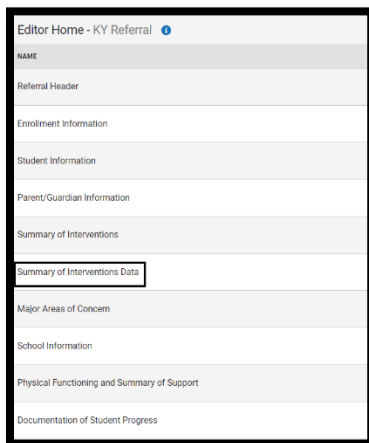 Editor Home - KY Referral
NAME
Referral Header
Enrollment Information
Student Information
Parent/Guardian Information
Summary of Interventions
Summary of Interventions Data
Major Areas of Concern
School Information
Physical Functioning and Summary of Support
Documentation of Student Progress